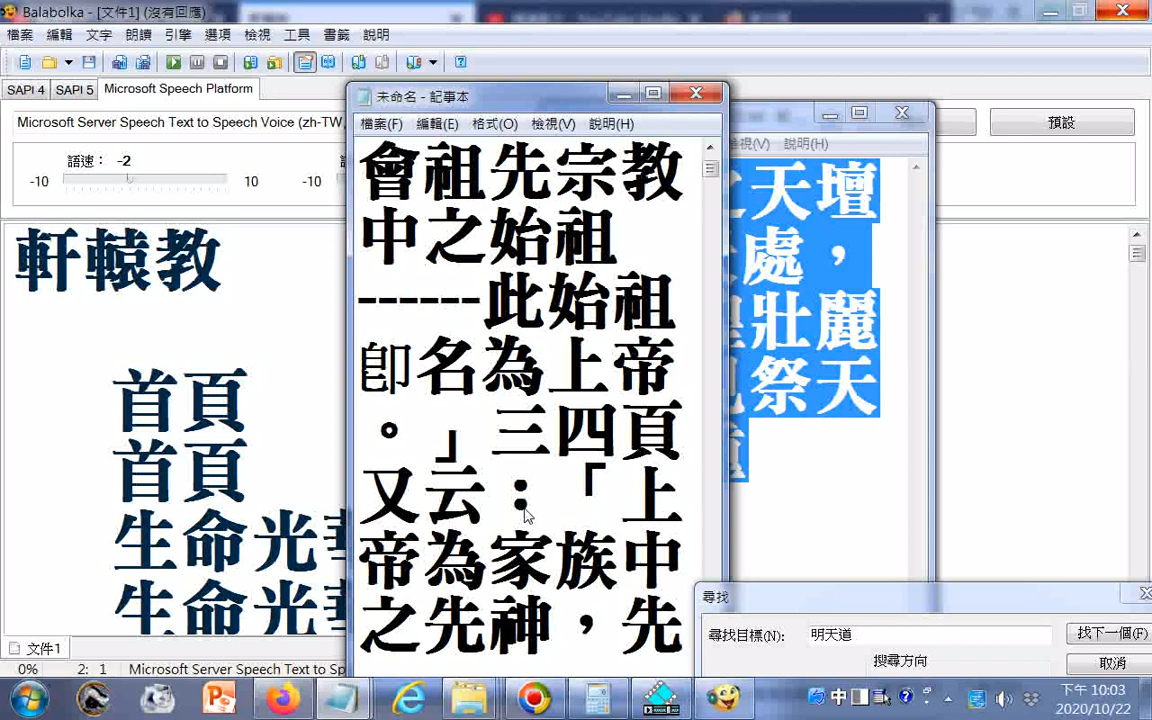 Balabolka - [文件1] (沒有回應)
檔案 編輯 文字 朗讀 引擎 選項 檢視 工具 書籤 說明
SAPI 4 SAPI 5 Microsoft Speech Platform
Microsoft Server Speech Text to Speech Voice (zh-TW,
預設
語速： -2
-10 10 -10
軒轅教
首頁
首頁
生命光
生命光
文件1
0% 2: 1 Microsoft Server Speech Text to Sp
未命名 - 記事本
檔案(F) 編輯(E) 格式(O) 檢視(V) 說明(H)
會祖先宗教
中之始祖
------此始祖
卽名為上帝
。」三四頁
又云：「上
帝為家族中
之先神，先
檢視(V) 說明(H)
天壇
處，
壯麗
祭天
尋找
尋找目標(N): 明天道
找下一個(F)
搜尋方向
取消
中
下午 10:03
2020/10/22